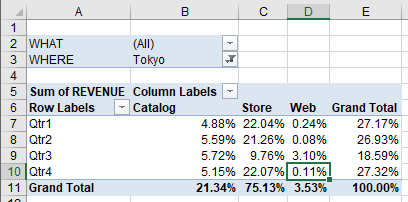 A B C D E
1
2 WHAT (All)
3 WHERE Tokyo
4
5 Sum of REVENUE Column Labels
6 Row Labels Catalog Store Web Grand Total
7 Qtr1 4.88% 22.04% 0.24% 27.17%
8 Qtr2 5.59% 21.26% 0.08% 26.93%
9 Qtr3 5.72% 9.76% 3.10% 18.59%
10 Qtr4 5.15% 22.07% 0.11% 27.32%
11 Grand Total 21.34% 75.13% 3.53% 100.00%